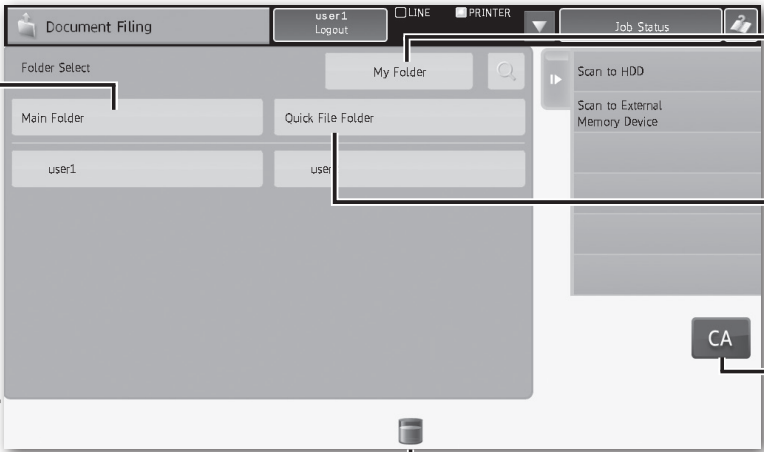 Document Filing
user1
Logout
LINE
PRINTER
Job Status
Folder Select
My Folder
Scan to HDD
Main Folder
Quick File Folder
Scan to External
Memory Device
user1
user
CA